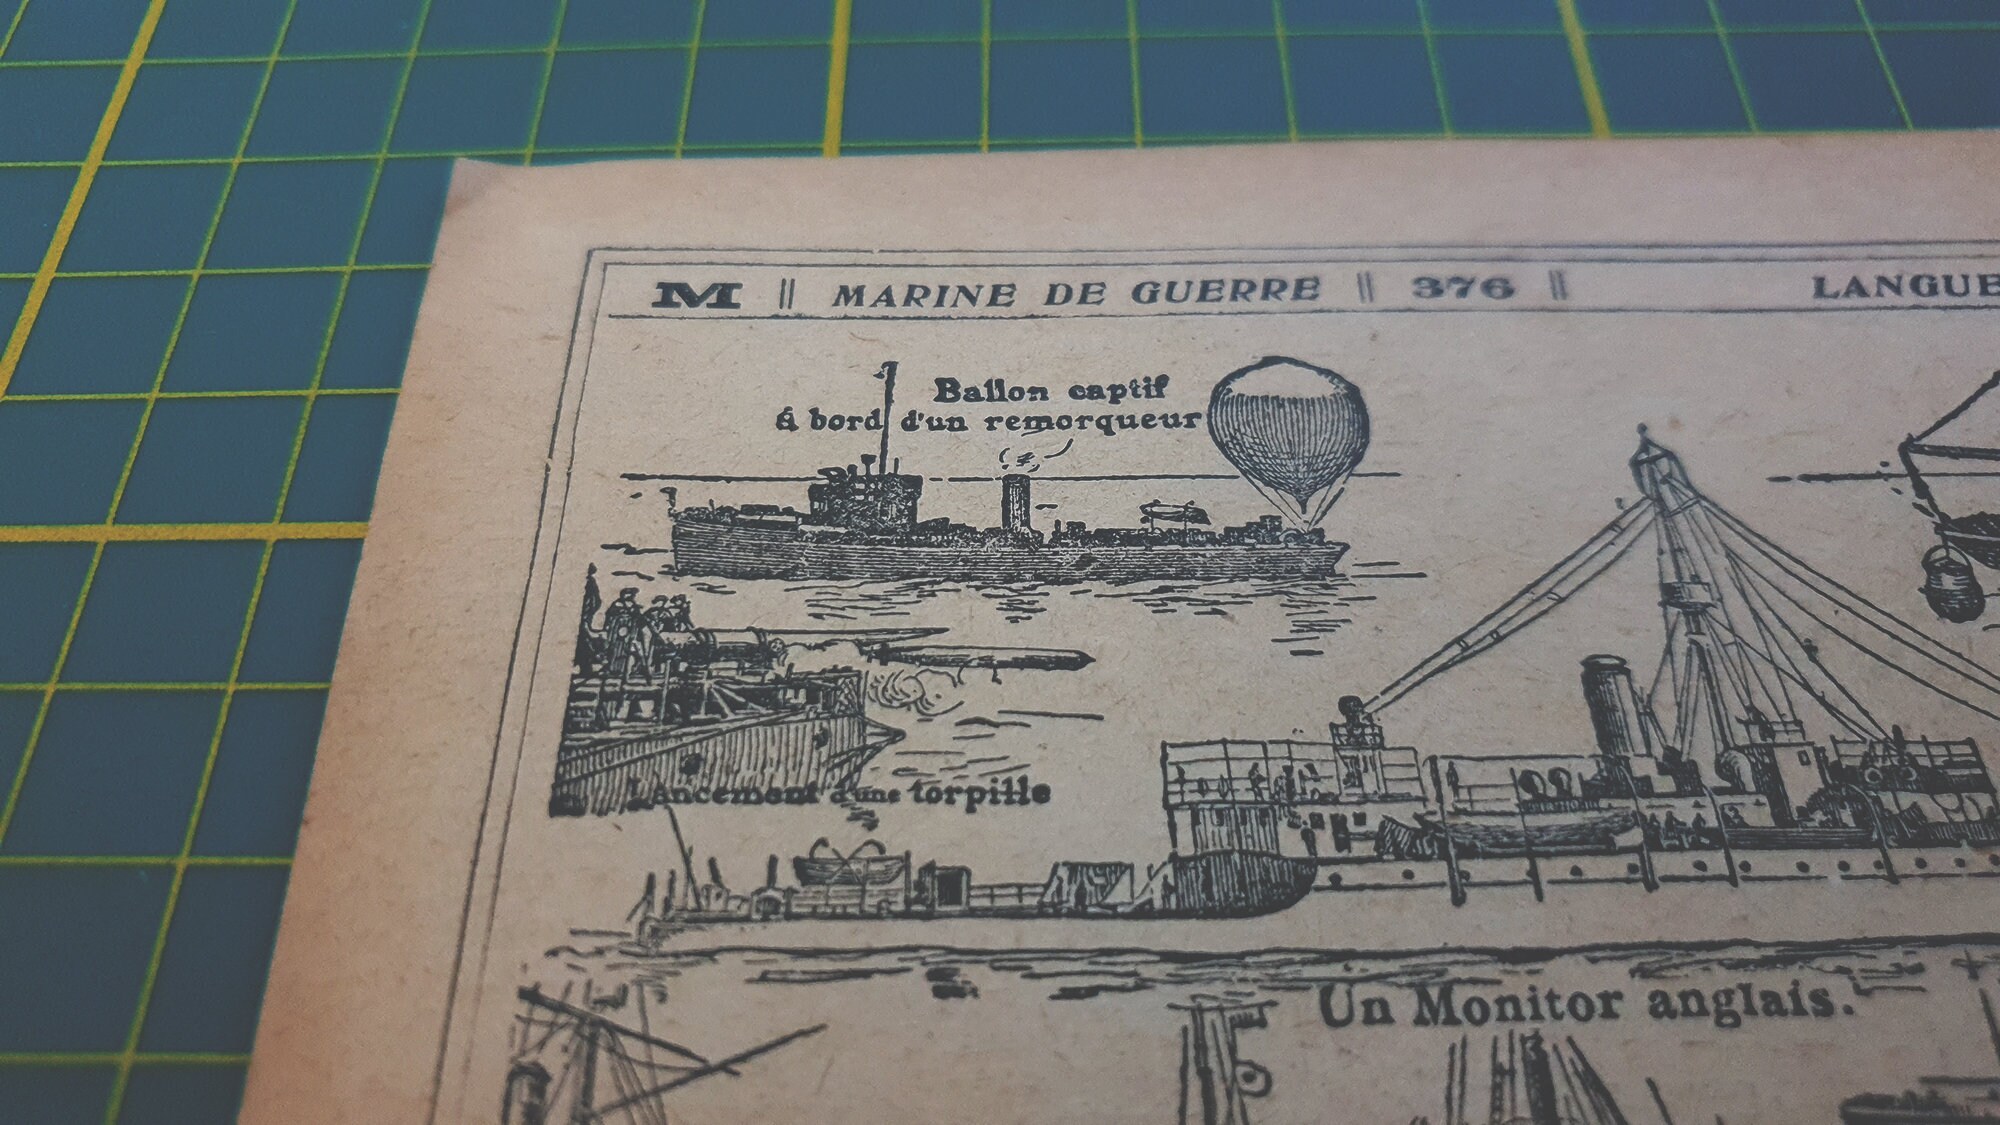 M || MARINE DE GUERRE || 376 || LANGUE
Ballon captif
à bord d'un remorqueur
Lancement d'une torpille
Un Monitor anglais.